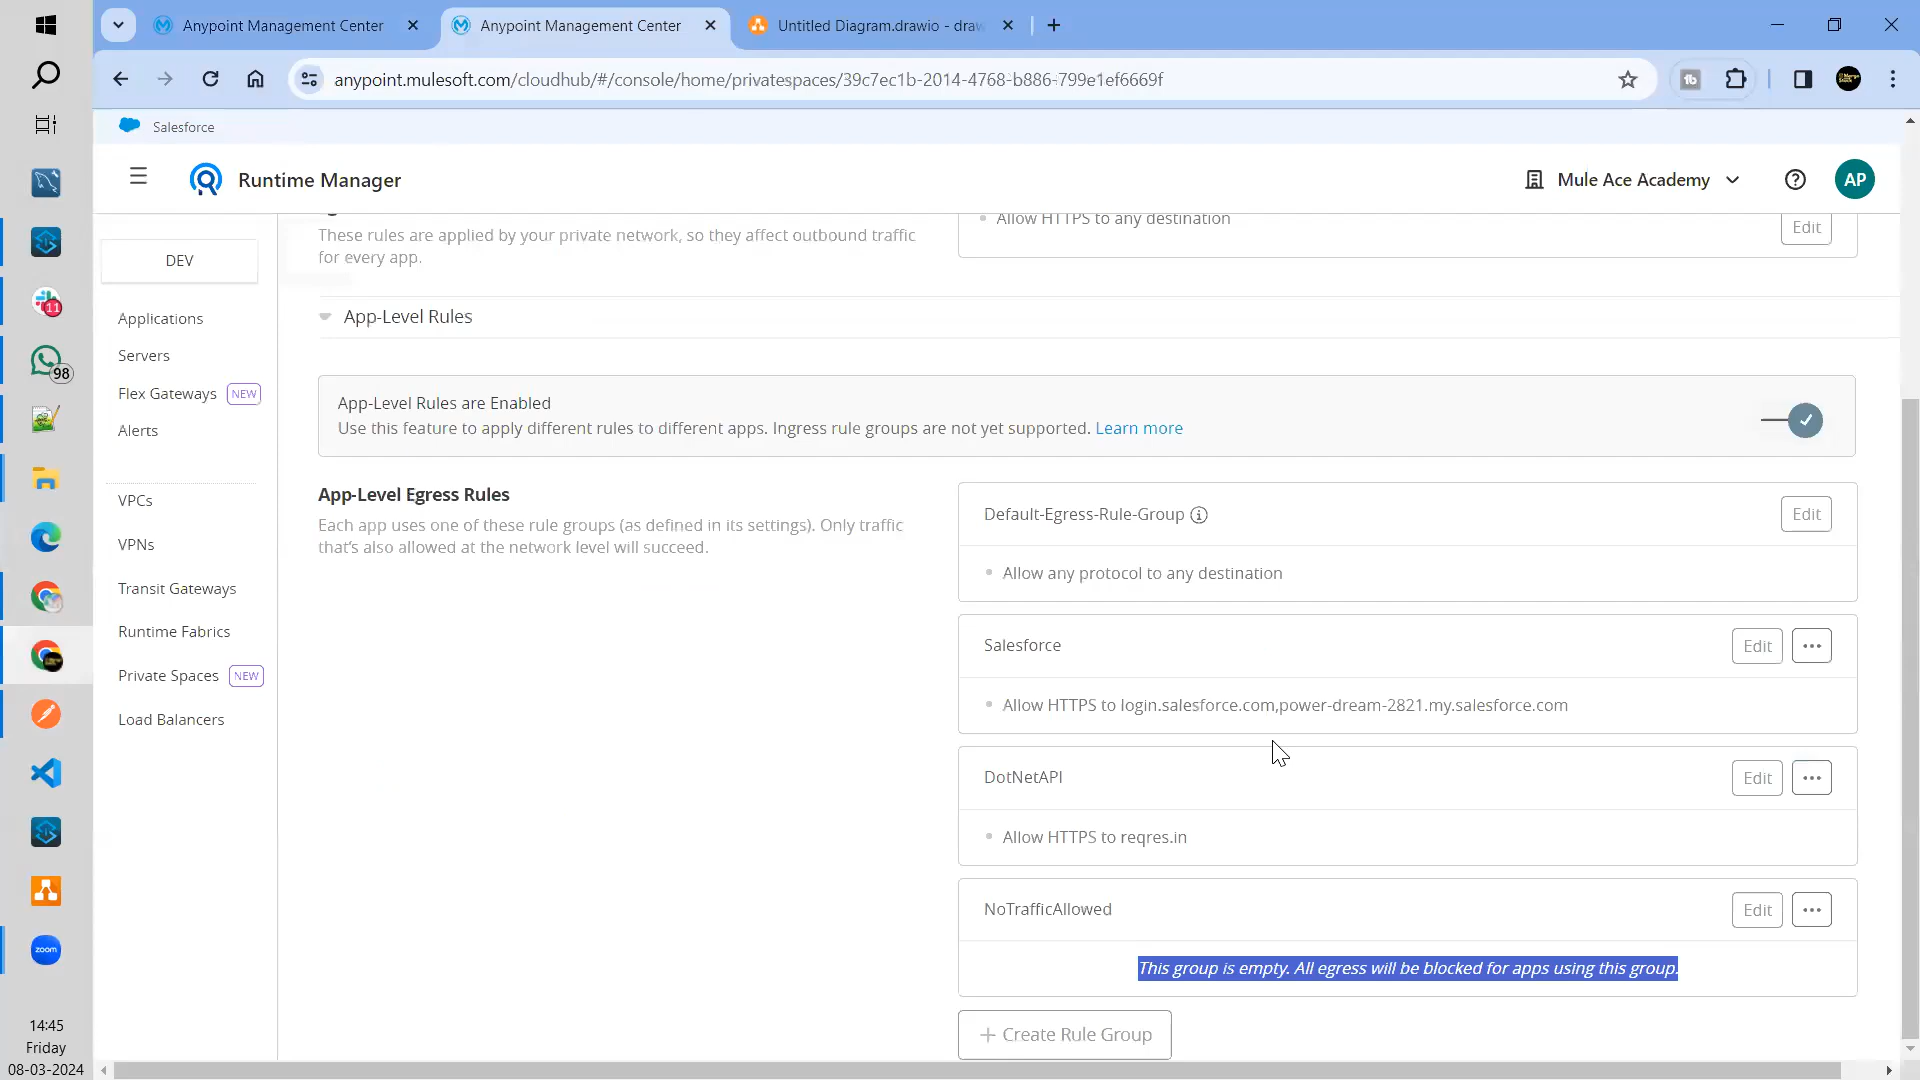 Anypoint Management Center
Anypoint Management Center
Untitled Diagram.drawio - draw
anypoint.mulesoft.com/cloudhub/#/console/home/privatespaces/39c7ec1b-2014-4768-b886-799e1ef6669f
Salesforce
Runtime Manager
Mule Ace Academy
AP
DEV
Applications
Servers
Flex Gateways NEW
Alerts
VPCs
VPNs
Transit Gateways
Runtime Fabrics
Private Spaces NEW
Load Balancers
These rules are applied by your private network, so they affect outbound traffic
for every app.
Allow HTTPS to any destination
Edit
App-Level Rules
App-Level Rules are Enabled
Use this feature to apply different rules to different apps. Ingress rule groups are not yet supported. Learn more
App-Level Egress Rules
Each app uses one of these rule groups (as defined in its settings). Only traffic
that's also allowed at the network level will succeed.
Default-Egress-Rule-Group
Edit
Allow any protocol to any destination
Salesforce
Edit
Allow HTTPS to login.salesforce.com,power-dream-2821.my.salesforce.com
DotNetAPI
Edit
Allow HTTPS to reqres.in
NoTrafficAllowed
Edit
This group is empty. All egress will be blocked for apps using this group.
+ Create Rule Group
11
98
zoom
14:45
Friday
08-03-2024